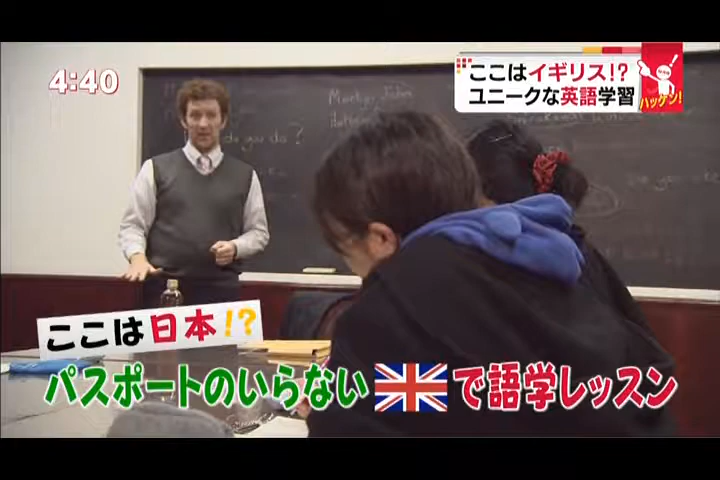 4:40
ここはイギリス!?
ユニークな英語学習
ハッケン!
do you do?
ここは日本!?
パスポートのいらない
で語学レッスン